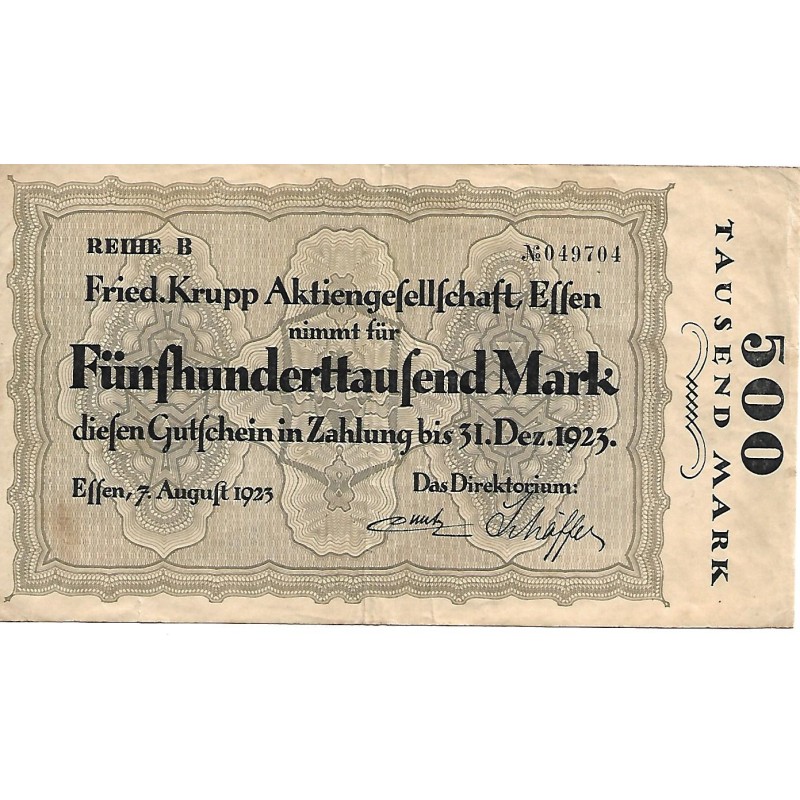 REIHE B
№049704
Fried. Krupp Aktiengeſellſchaft, Eſſen
nimmt für
Fünfhunderttauſend Mark
dieſen Gutſchein in Zahlung bis 31. Dez. 1923.
Eſſen, 7. Auguſt 1923
Das Direktorium:
Schäffer
500
TAUSEND MARK